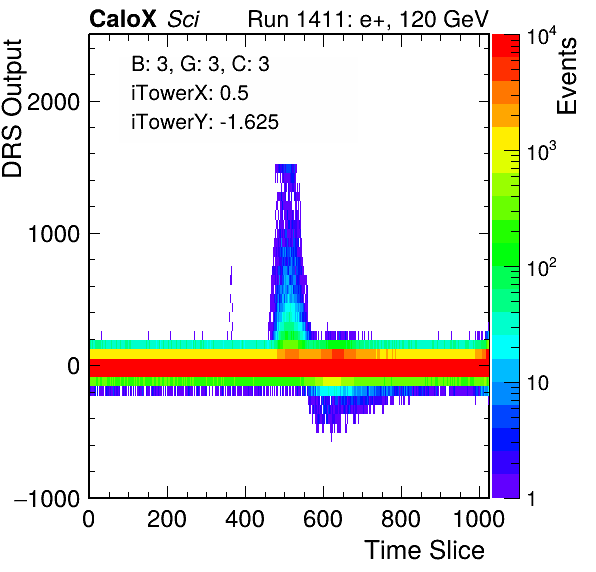 CaloX Sci Run 1411: e+, 120 GeV
B: 3, G: 3, C: 3
iTowerX: 0.5
iTowerY: -1.625
DRS Output
2000
1000
0
−1000
0 200 400 600 800 1000
Time Slice
Events
10^4
10^3
10^2
10
1